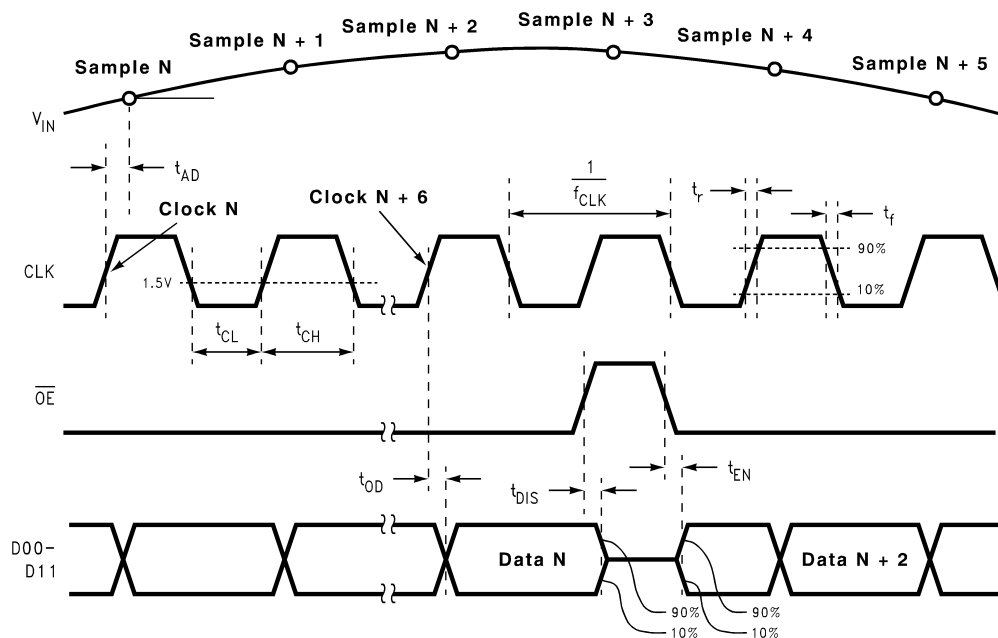 Sample N
Sample N + 1
Sample N + 2
Sample N + 3
Sample N + 4
Sample N + 5
VIN
tAD
Clock N
Clock N + 6
1
fCLK
tr
tf
CLK
1.5V
90%
10%
tCL
tCH
OE
tOD
tDIS
tEN
D00-
D11
Data N
Data N + 2
90%
90%
10%
10%